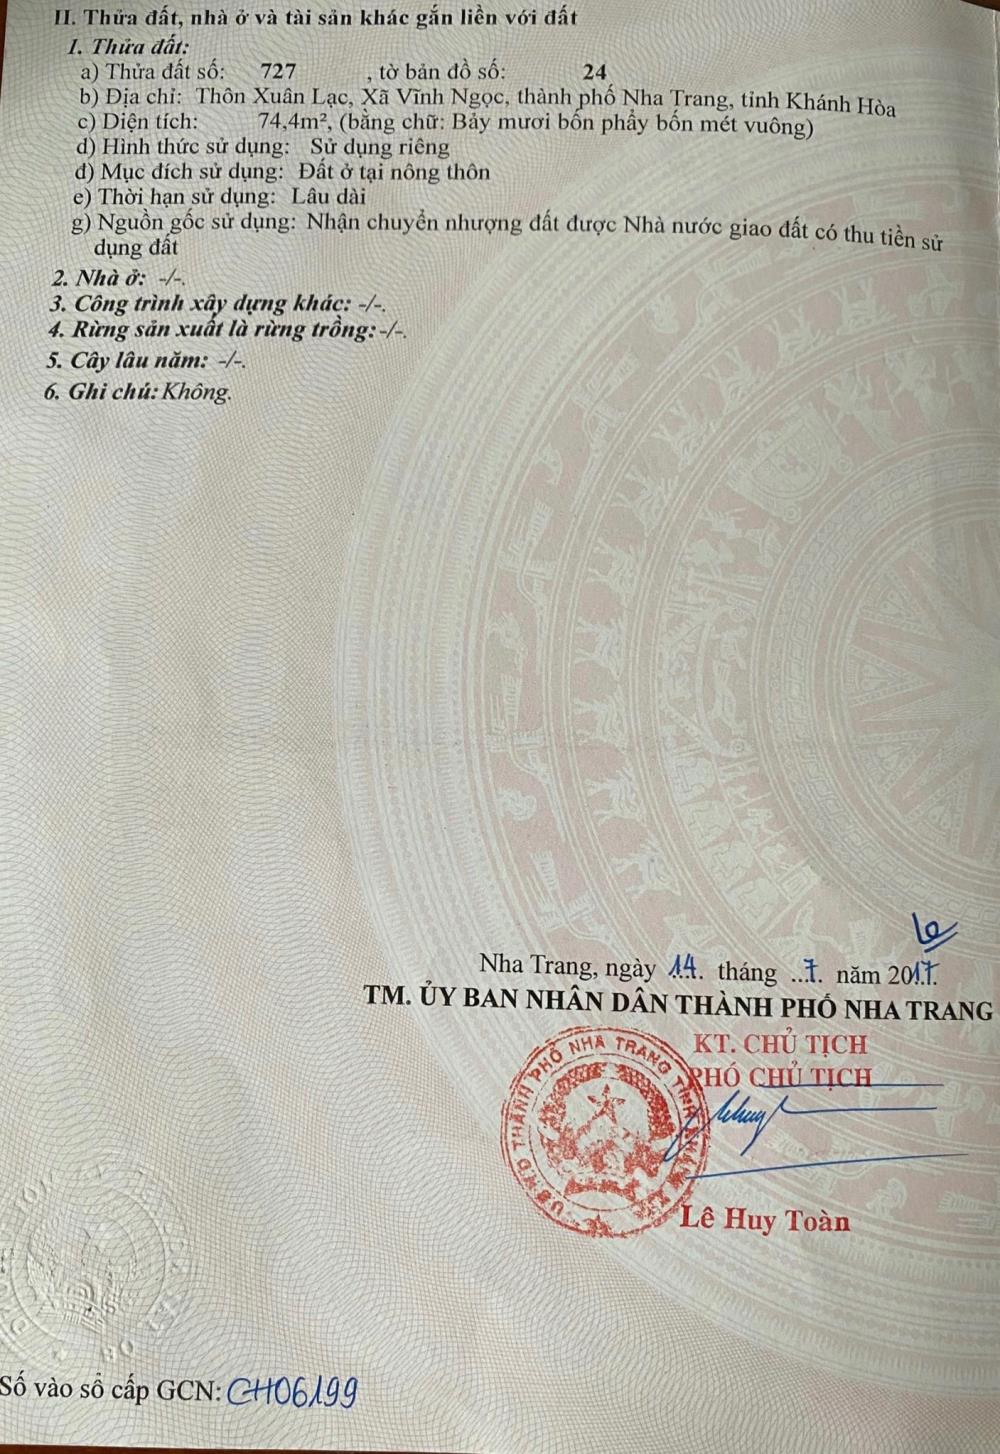 II. Thửa đất, nhà ở và tài sản khác gắn liền với đất
1. Thửa đất:
a) Thửa đất số: 727 , tờ bản đồ số: 24
b) Địa chỉ: Thôn Xuân Lạc, Xã Vĩnh Ngọc, thành phố Nha Trang, tỉnh Khánh Hòa
c) Diện tích: 74,4m², (bằng chữ: Bảy mươi bốn phẩy bốn mét vuông)
d) Hình thức sử dụng: Sử dụng riêng
đ) Mục đích sử dụng: Đất ở tại nông thôn
e) Thời hạn sử dụng: Lâu dài
g) Nguồn gốc sử dụng: Nhận chuyển nhượng đất được Nhà nước giao đất có thu tiền sử
dụng đất
2. Nhà ở: -/-.
3. Công trình xây dựng khác: -/-.
4. Rừng sản xuất là rừng trồng: -/-.
5. Cây lâu năm: -/-.
6. Ghi chú: Không.
Nha Trang, ngày 14 tháng 7 năm 2017.
TM. ỦY BAN NHÂN DÂN THÀNH PHỐ NHA TRANG
KT. CHỦ TỊCH
PHÓ CHỦ TỊCH
THÀNH PHỐ NHA TRANG
Lê Huy Toàn
Số vào sổ cấp GCN: CH06199